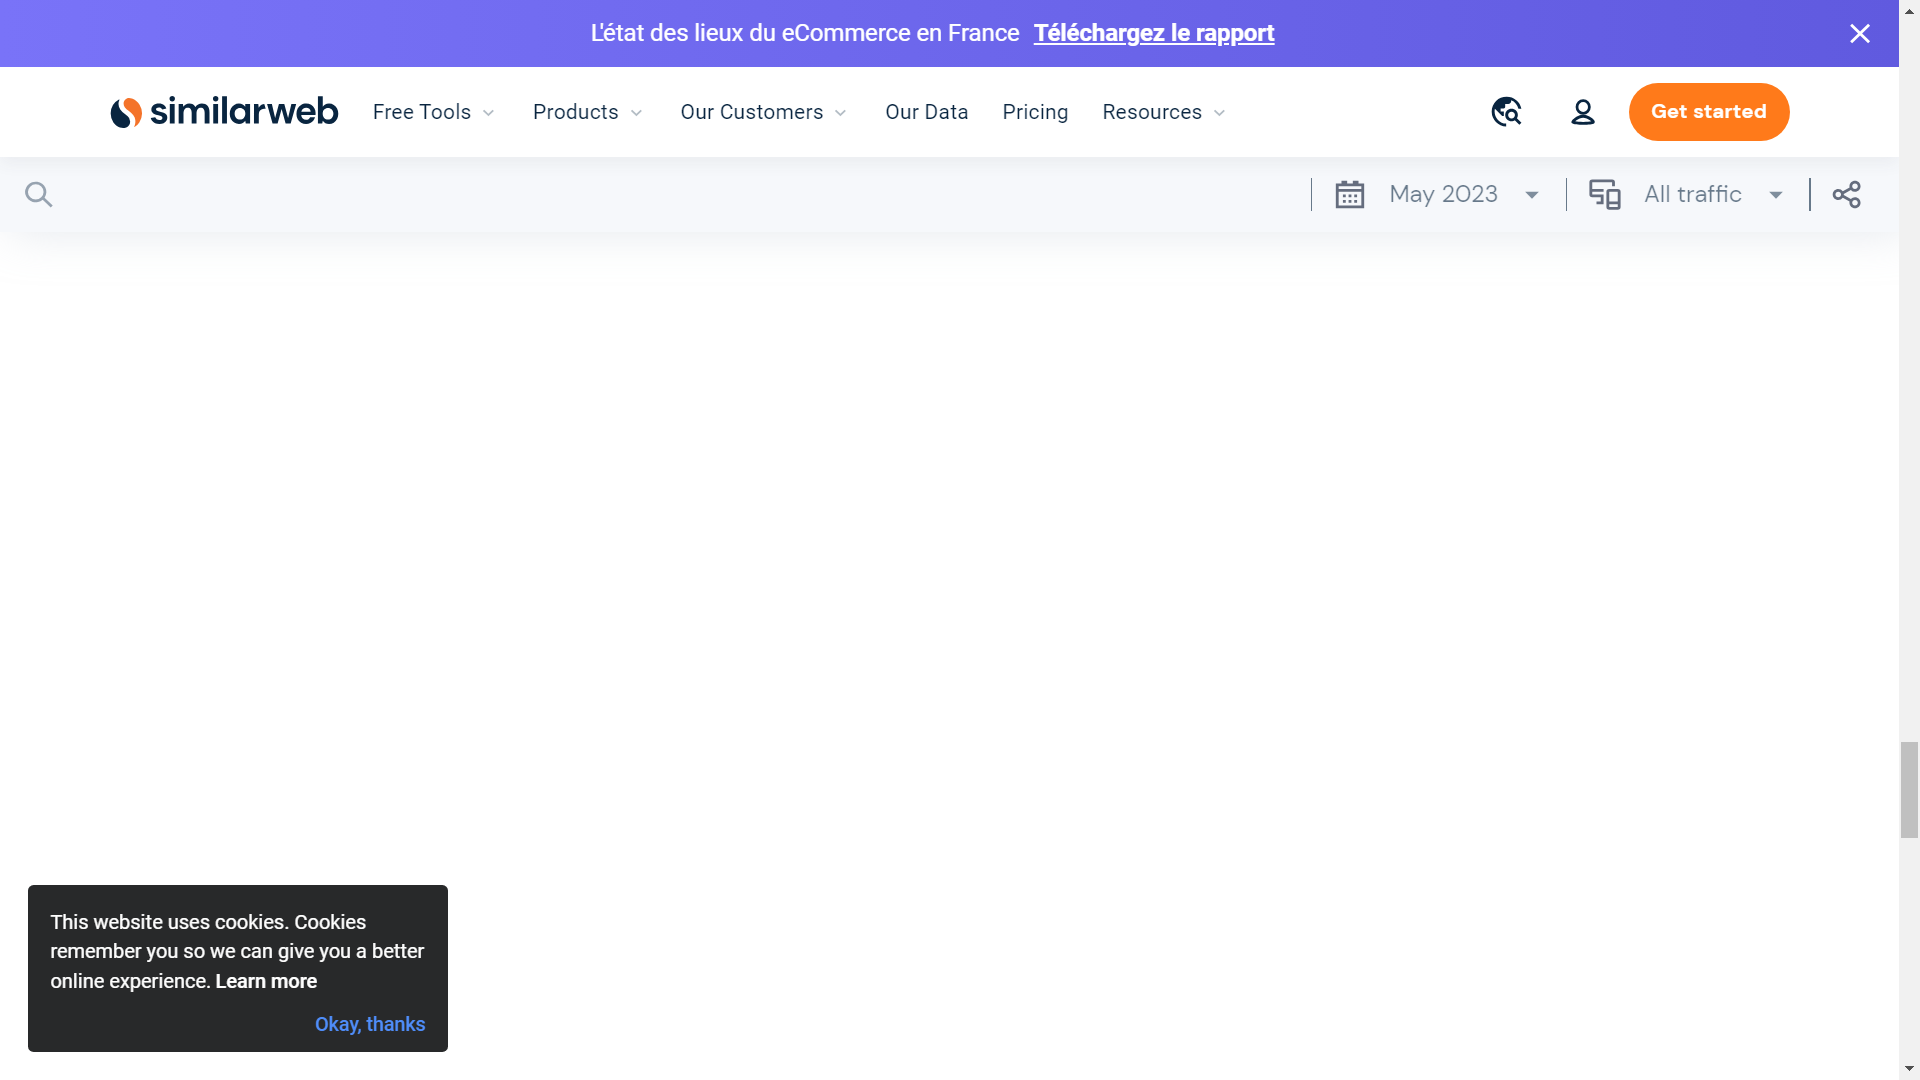 L'état des lieux du eCommerce en France Téléchargez le rapport
similarweb Free Tools Products Our Customers Our Data Pricing Resources Get started
May 2023 All traffic
This website uses cookies. Cookies
remember you so we can give you a better
online experience. Learn more
Okay, thanks